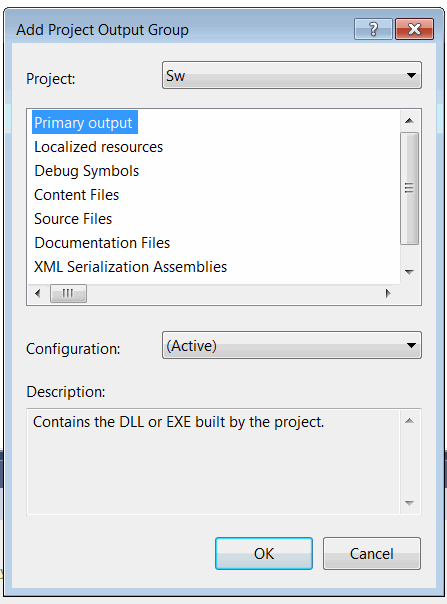 Add Project Output Group
?
Project:
Sw
Primary output
Localized resources
Debug Symbols
Content Files
Source Files
Documentation Files
XML Serialization Assemblies
Configuration:
(Active)
Description:
Contains the DLL or EXE built by the project.
OK
Cancel